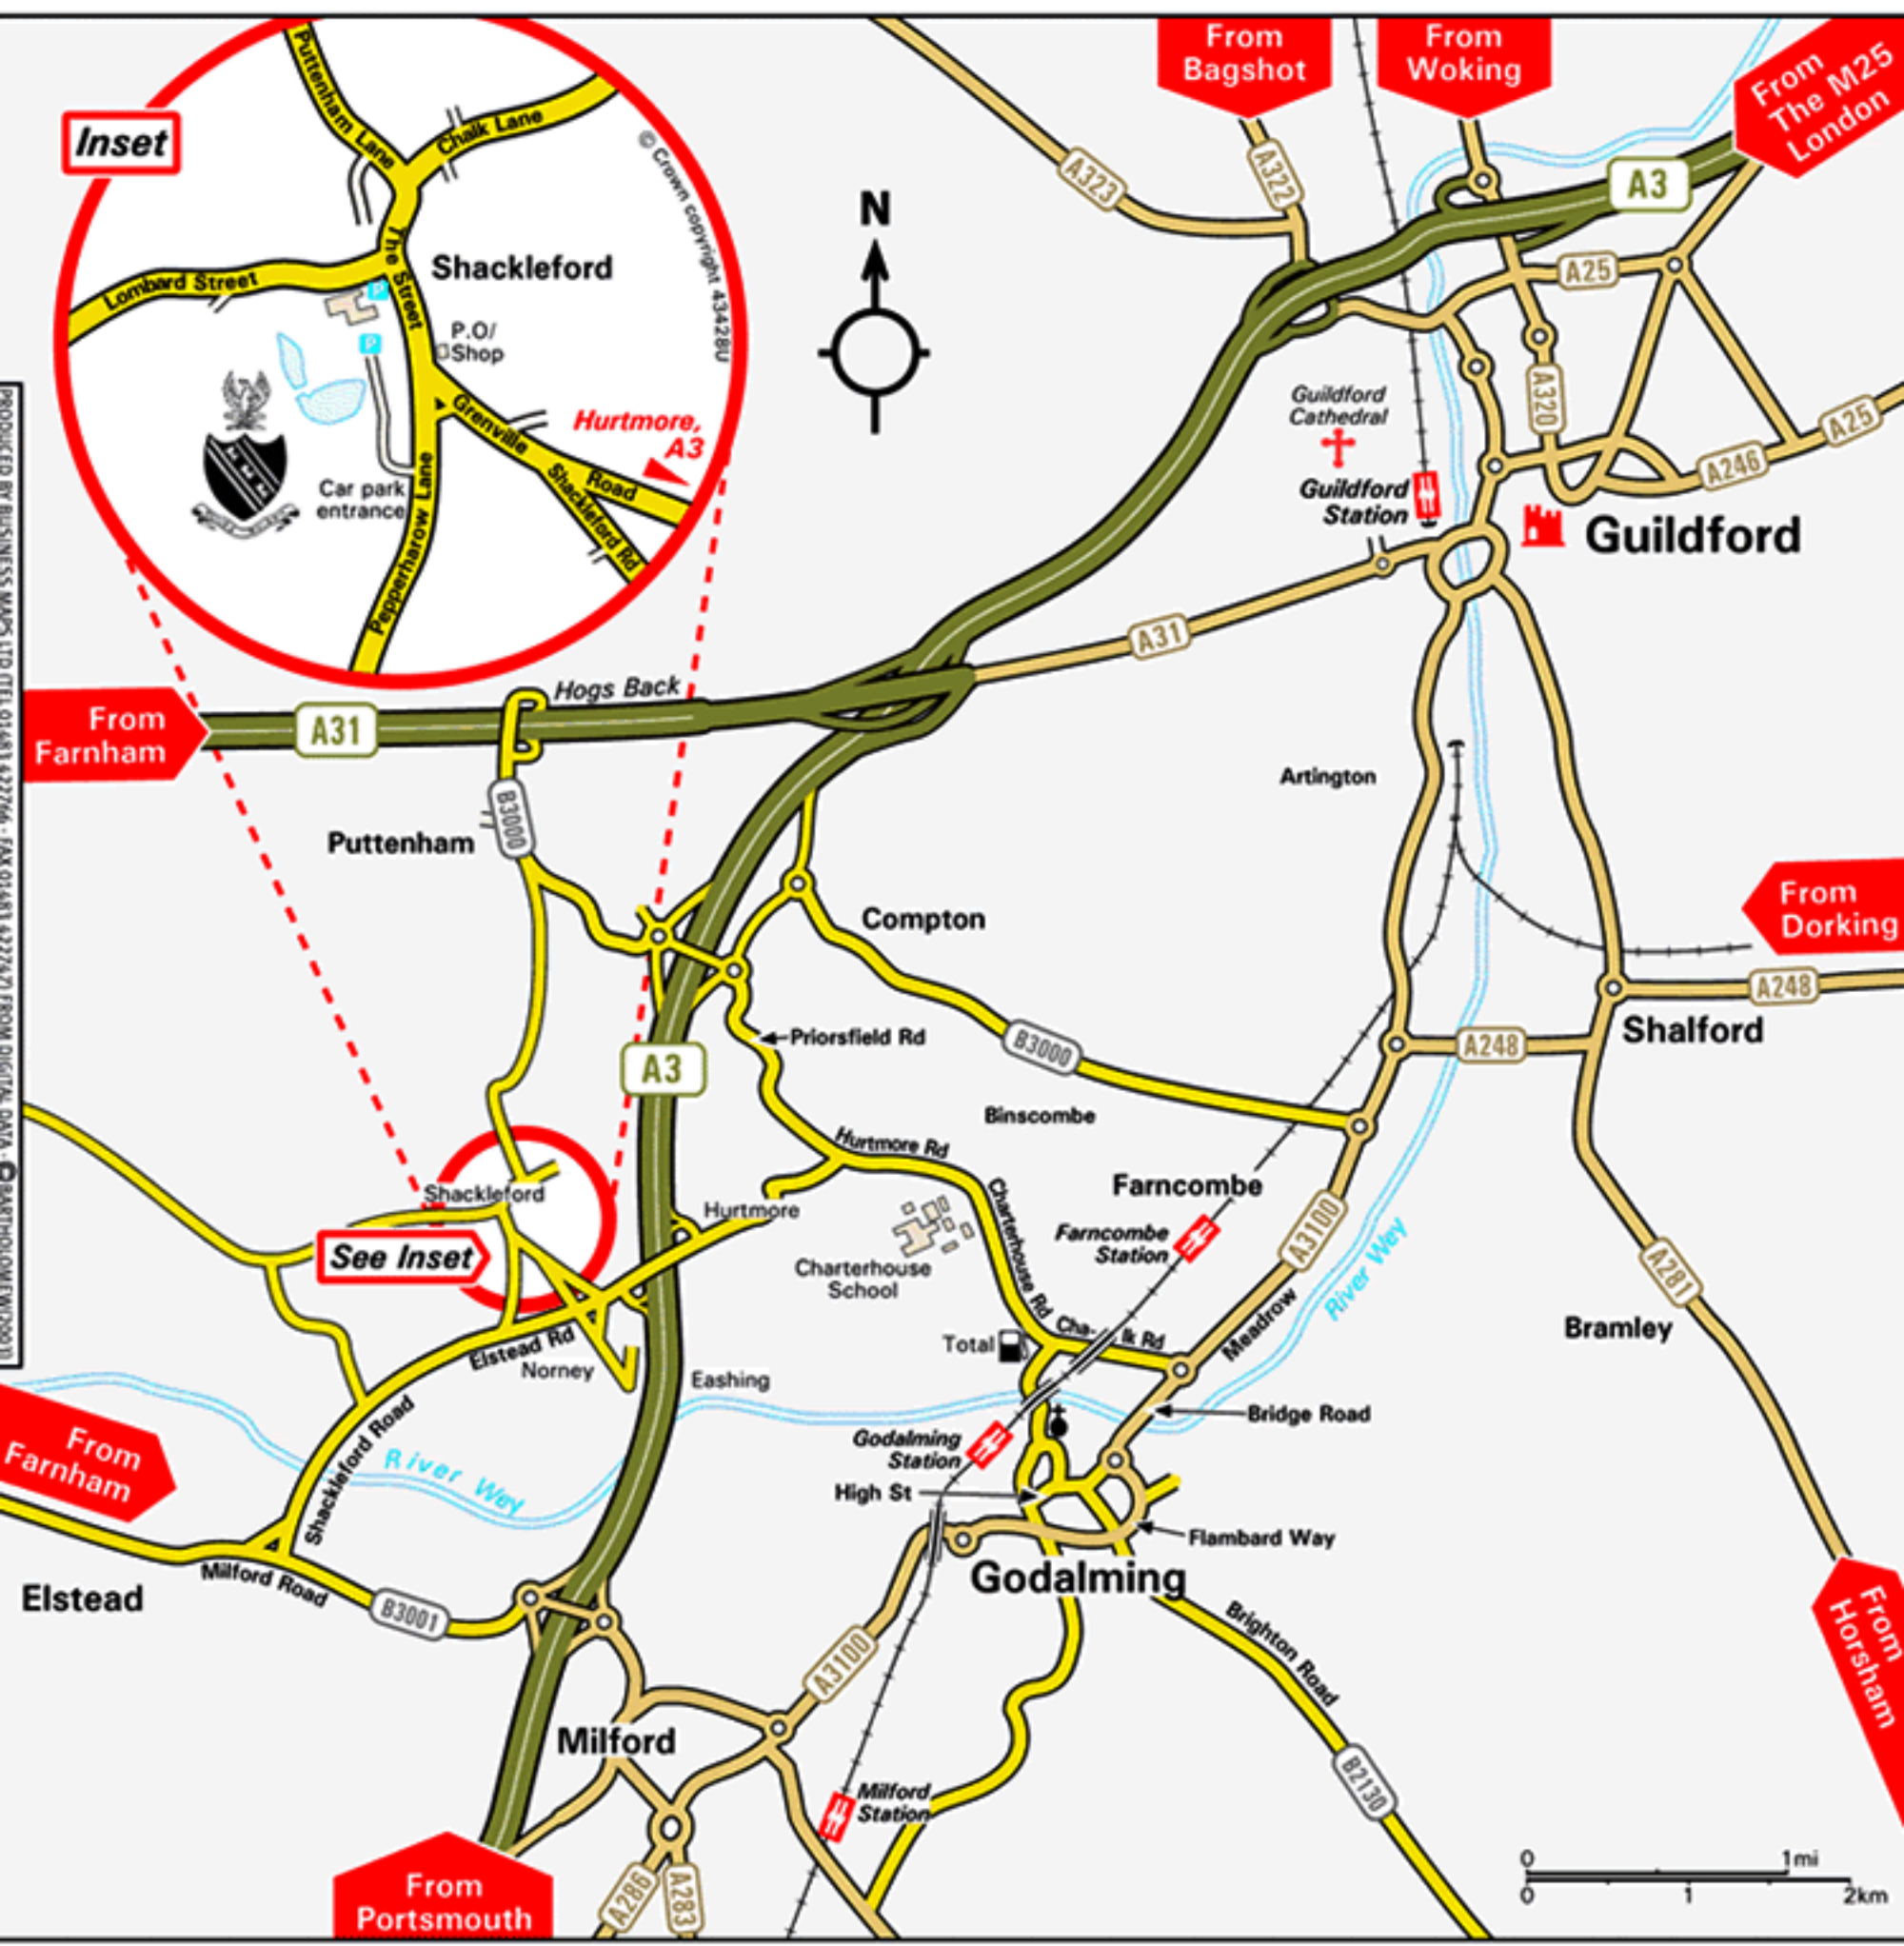 From
Bagshot
From
Woking
From
The M25
London
Inset
Puttenham Lane
Chalk Lane
© Crown copyright 43428U
The Street
Shackleford
Lombard Street
P
P
P.O/
Shop
Grenville
Road
Hurtmore,
A3
Shackleford Rd
Car park
entrance
Pepperharow Lane
N
A323
A322
A3
A25
A320
A25
A246
Guildford
Cathedral
Guildford
Station
Guildford
A31
Hogs Back
From
Farnham
A31
B3000
Puttenham
Artington
Compton
From
Dorking
A248
Shalford
A248
Priorsfield Rd
B3000
A3
Binscombe
Hurtmore Rd
Farncombe
Farncombe
Station
A3100
River Wey
Shackleford
See Inset
Hurtmore
Charterhouse
School
Charterhouse Rd
A281
Bramley
Total
Cha-
lk Rd
Meadrow
Elstead Rd
Norney
Eashing
Bridge Road
From
Farnham
Shackleford Road
River Wey
Godalming
Station
High St
Flambard Way
Godalming
Elstead
Milford Road
B3001
Brighton Road
From
Horsham
A3100
Milford
Milford
Station
B2130
A286
A283
From
Portsmouth
0
1mi
0
1
2km